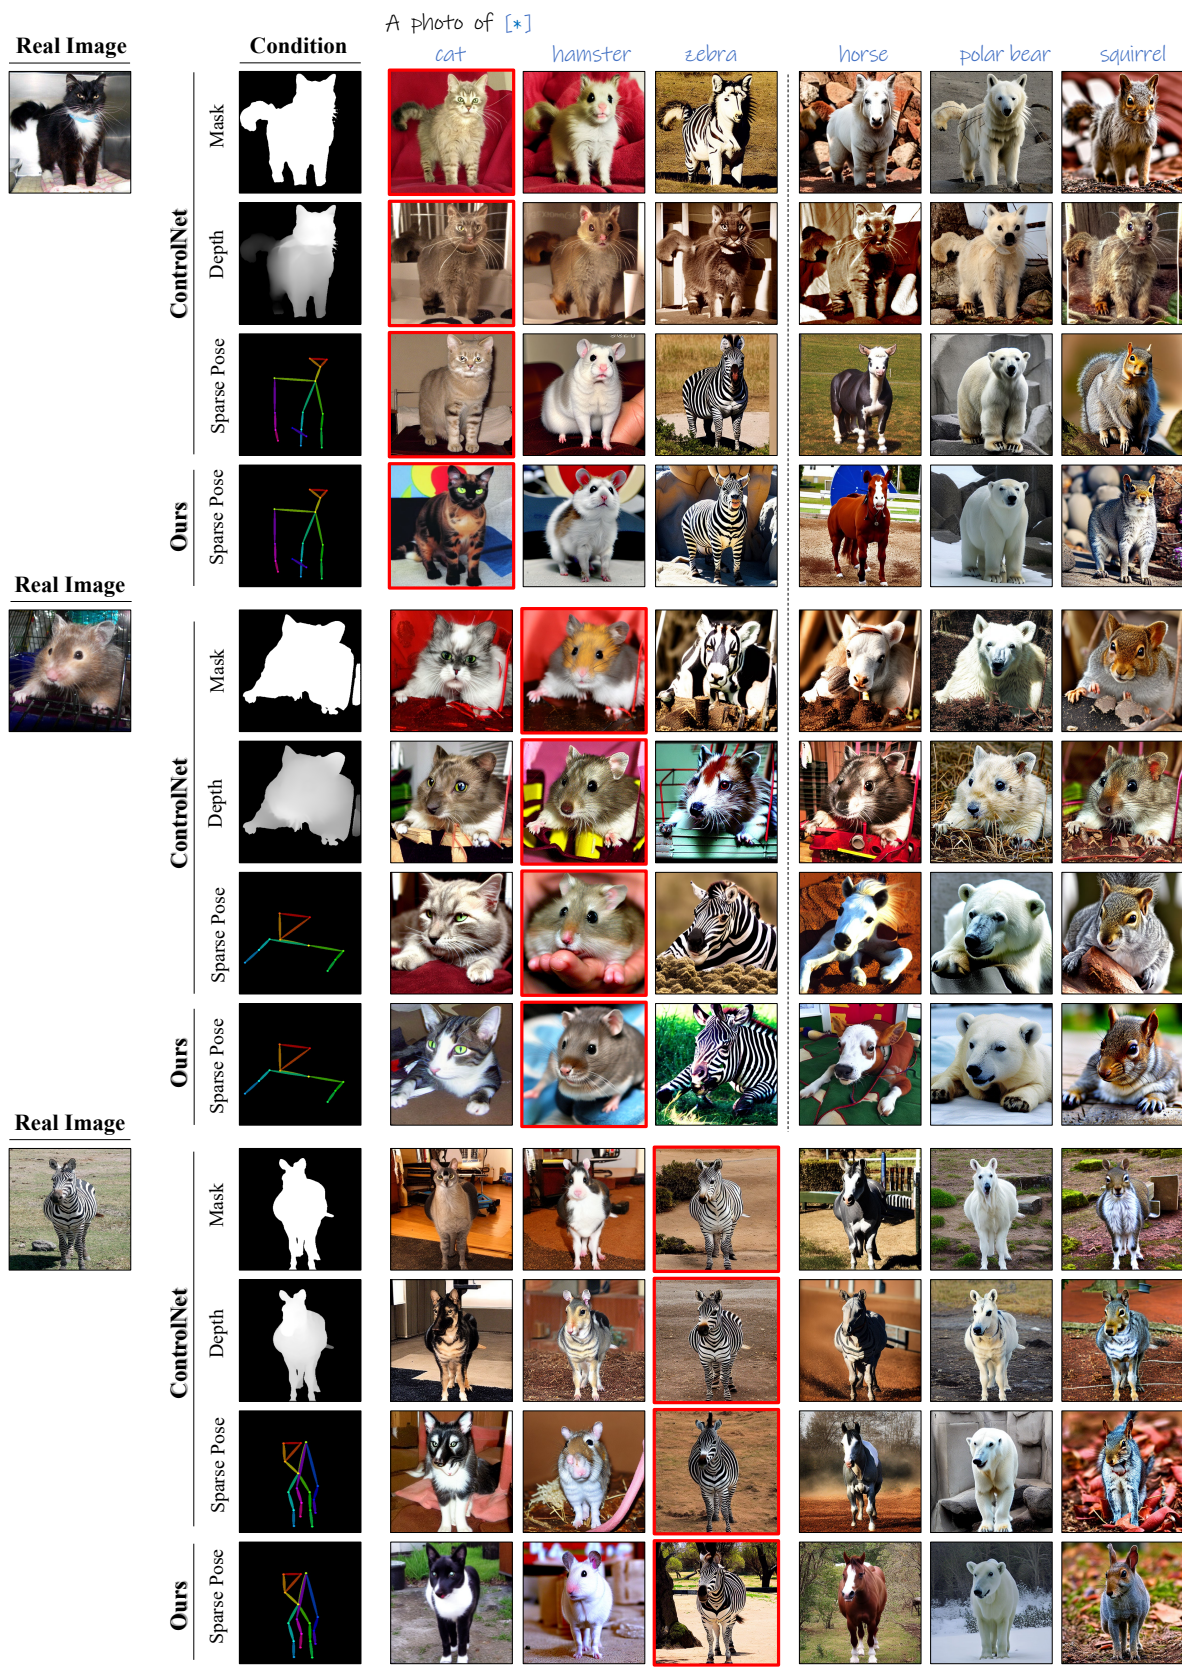 A photo of [*]
Real Image
Condition
cat
hamster
zebra
horse
polar bear
squirrel
ControlNet
Mask
Depth
Sparse Pose
Ours
Sparse Pose
Real Image
ControlNet
Mask
Depth
Sparse Pose
Ours
Sparse Pose
Real Image
ControlNet
Mask
Depth
Sparse Pose
Ours
Sparse Pose